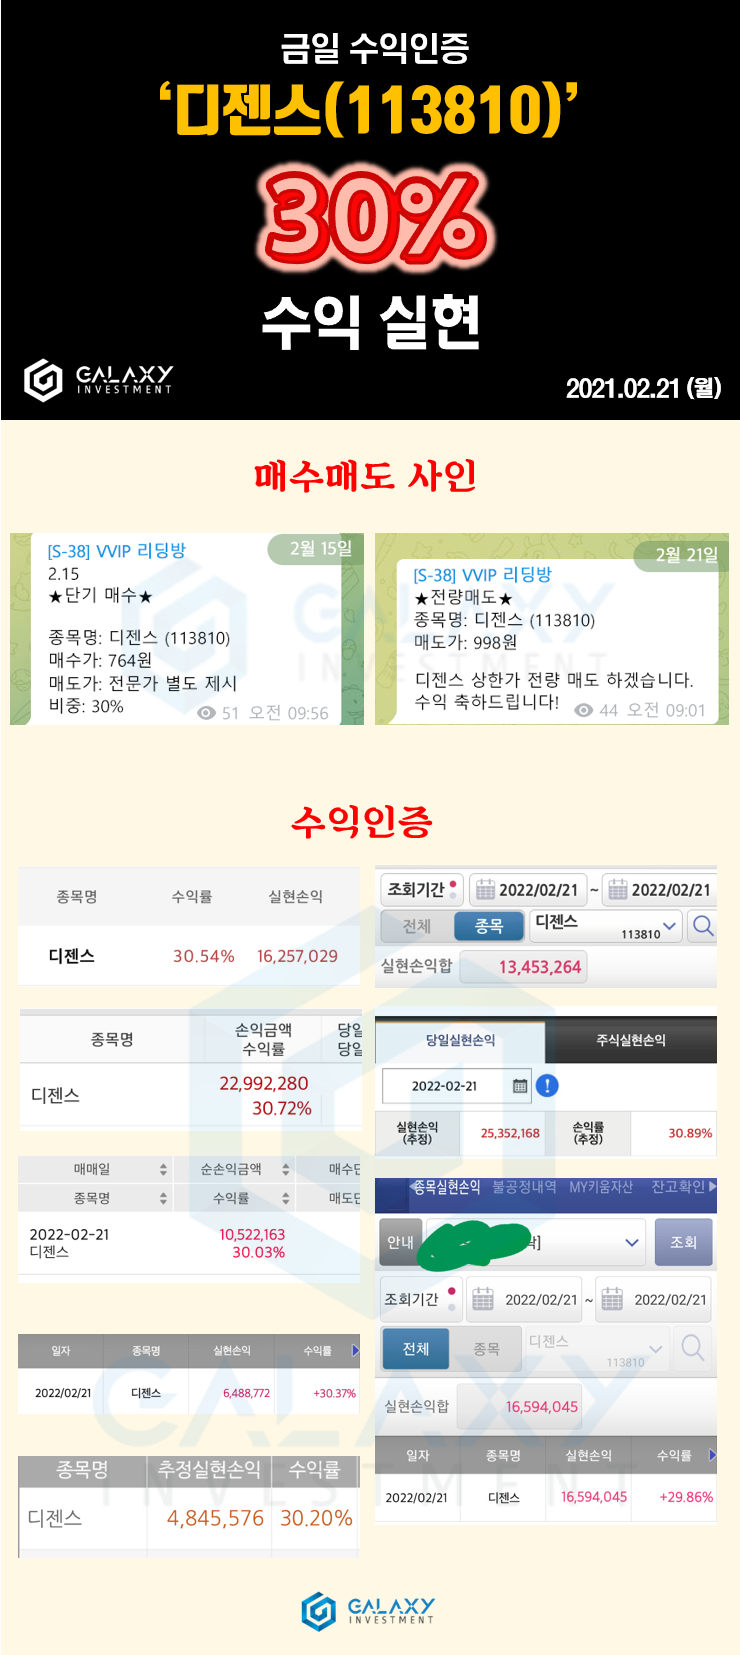 금일 수익인증
‘디젠스(113810)’
30%
수익 실현
GALAXY
INVESTMENT
2021.02.21 (월)
매수매도 사인
2월 15일
[S-38] VVIP 리딩방
2.15
★단기 매수★
종목명: 디젠스 (113810)
매수가: 764원
매도가: 전문가 별도 제시
비중: 30%
51 오전 09:56
2월 21일
[S-38] VVIP 리딩방
★전량매도★
종목명: 디젠스 (113810)
매도가: 998원
디젠스 상한가 전량 매도 하겠습니다.
수익 축하드립니다!
44 오전 09:01
GALAXY
INVESTMENT
수익인증
종목명 수익률 실현손익
디젠스 30.54% 16,257,029
종목명 손익금액 당일
수익률 당일
디젠스 22,992,280
30.72%
매매일 순손익금액 매수단
종목명 수익률 매도단
2022-02-21 10,522,163
디젠스 30.03%
일자 종목명 실현손익 수익률
2022/02/21 디젠스 6,488,772 +30.37%
종목명 추정실현손익 수익률
디젠스 4,845,576 30.20%
조회기간 2022/02/21 ~ 2022/02/21
전체 종목 디젠스 113810
실현손익합 13,453,264
당일실현손익 주식실현손익
2022-02-21
실현손익 (추정) 25,352,168 손익률 (추정) 30.89%
종목실현손익 불공정내역 MY키움자산 잔고확인
안내 ] 조회
조회기간 2022/02/21 ~ 2022/02/21
전체 종목 디젠스 113810
실현손익합 16,594,045
일자 종목명 실현손익 수익률
2022/02/21 디젠스 16,594,045 +29.86%
GALAXY
INVESTMENT
GALAXY
INVESTMENT